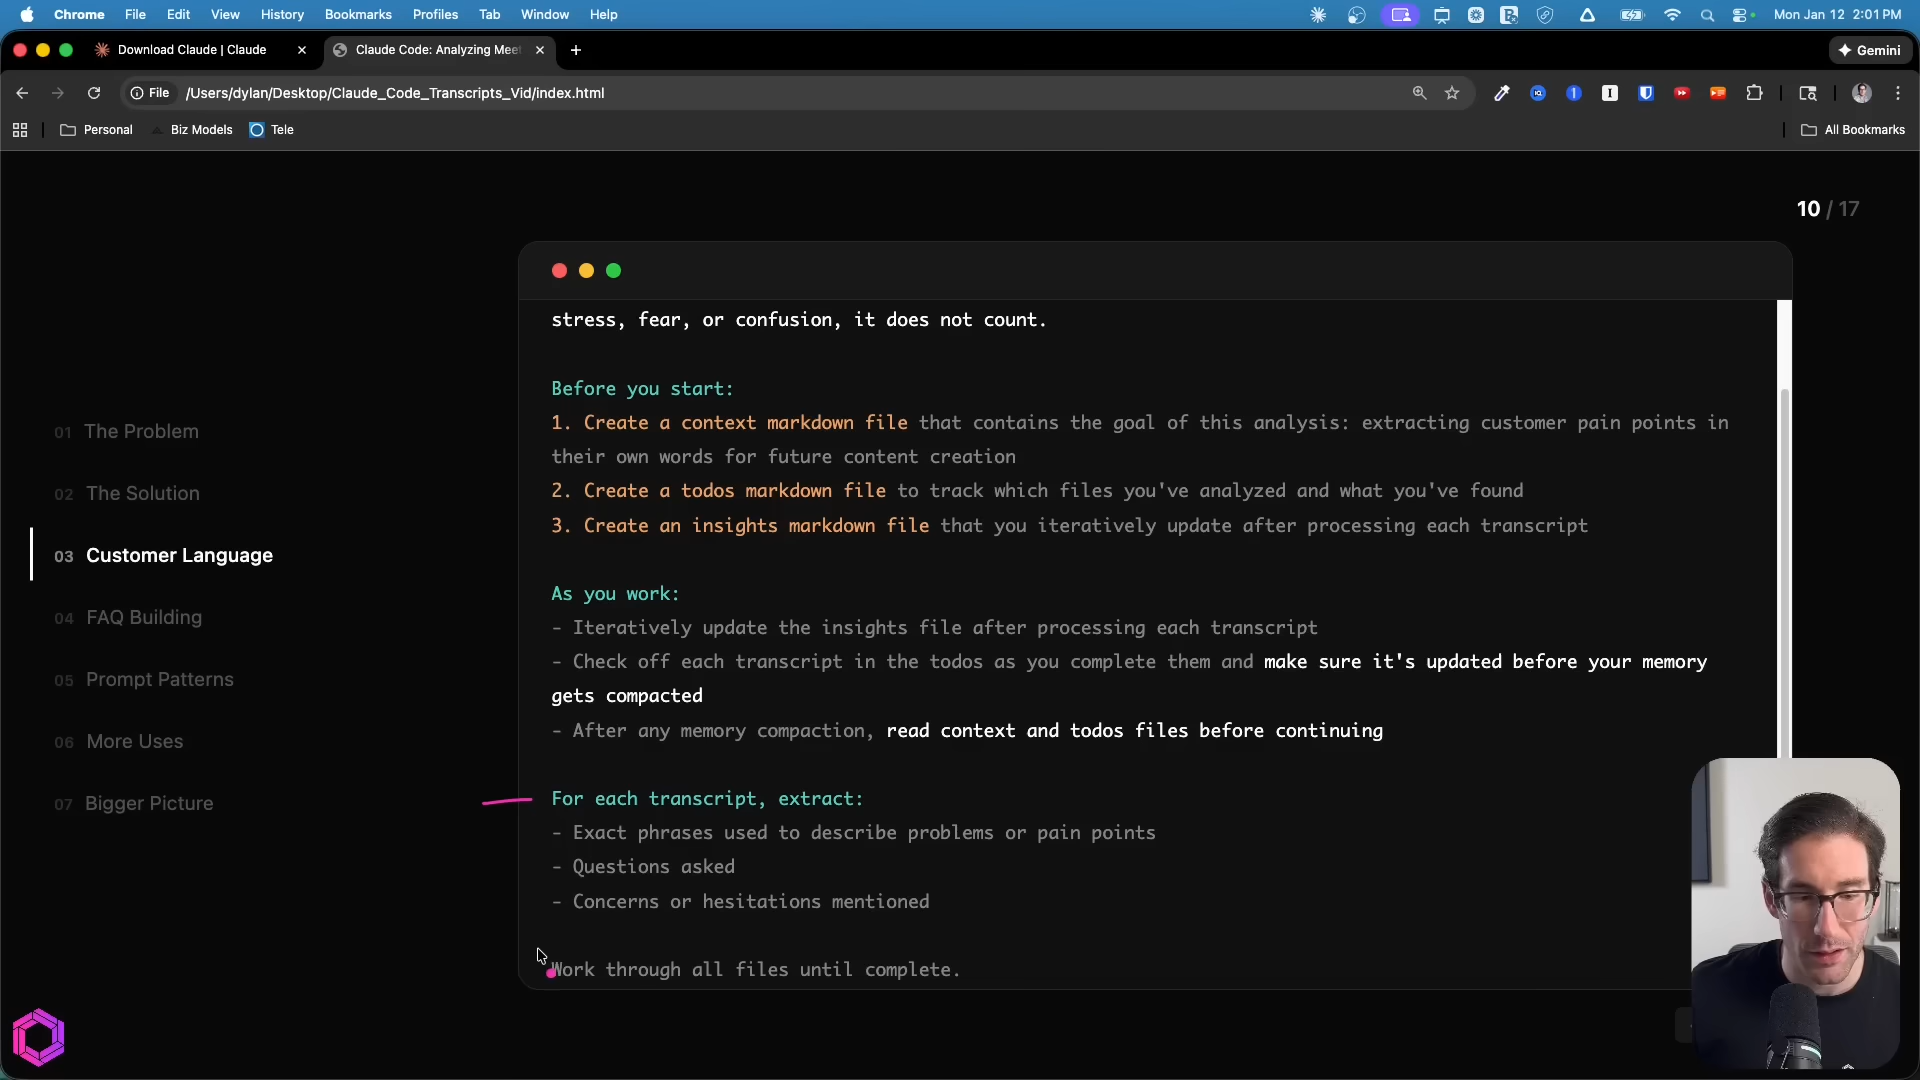 Chrome File Edit View History Bookmarks Profiles Tab Window Help Mon Jan 12 2:01 PM
Download Claude | Claude Claude Code: Analyzing Mee Gemini
File /Users/dylan/Desktop/Claude_Code_Transcripts_Vid/index.html
Personal Biz Models Tele All Bookmarks
10 / 17
01 The Problem
02 The Solution
03 Customer Language
04 FAQ Building
05 Prompt Patterns
06 More Uses
07 Bigger Picture
stress, fear, or confusion, it does not count.
Before you start:
1. Create a context markdown file that contains the goal of this analysis: extracting customer pain points in
their own words for future content creation
2. Create a todos markdown file to track which files you've analyzed and what you've found
3. Create an insights markdown file that you iteratively update after processing each transcript
As you work:
- Iteratively update the insights file after processing each transcript
- Check off each transcript in the todos as you complete them and make sure it's updated before your memory
gets compacted
- After any memory compaction, read context and todos files before continuing
For each transcript, extract:
- Exact phrases used to describe problems or pain points
- Questions asked
- Concerns or hesitations mentioned
Work through all files until complete.